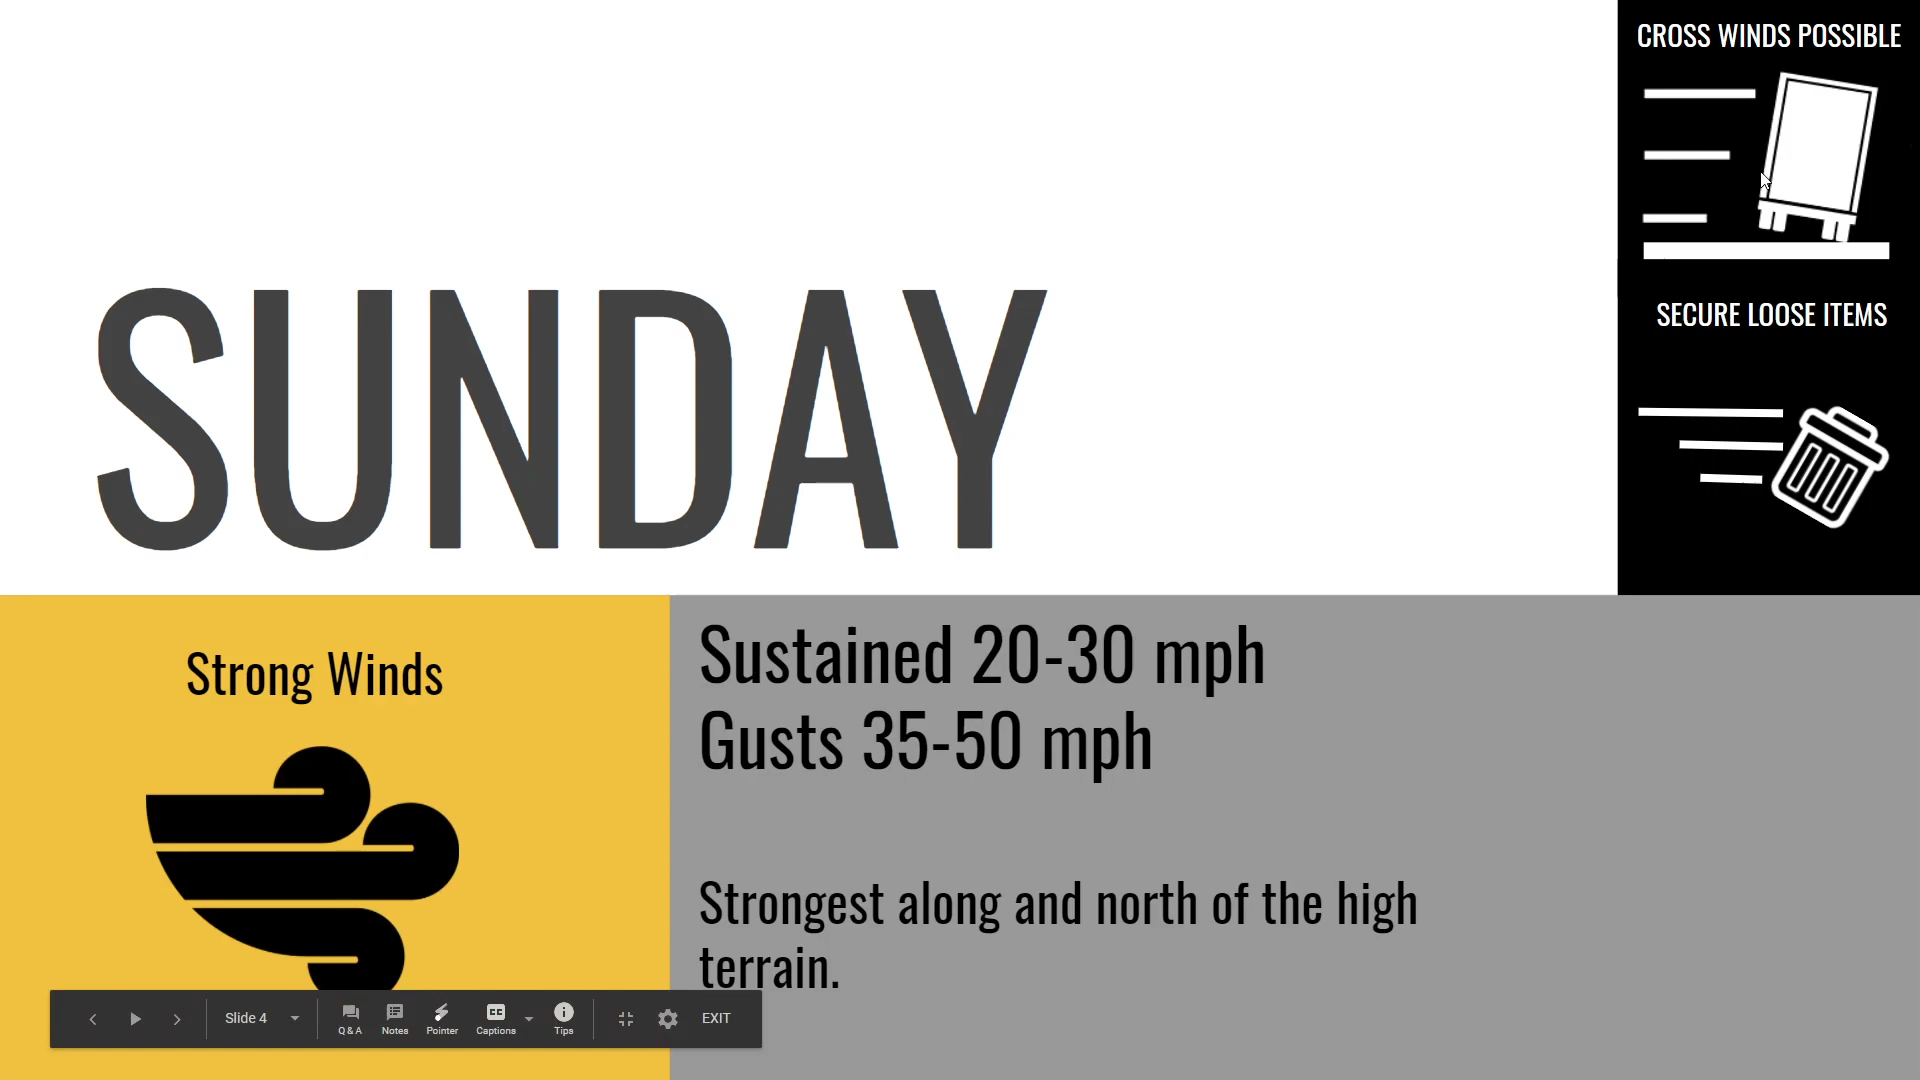 CROSS WINDS POSSIBLE
SECURE LOOSE ITEMS
SUNDAY
Strong Winds
Sustained 20-30 mph
Gusts 35-50 mph
Strongest along and north of the high
terrain.
Slide 4
Q & A
Notes
Pointer
CC
Captions
Tips
EXIT